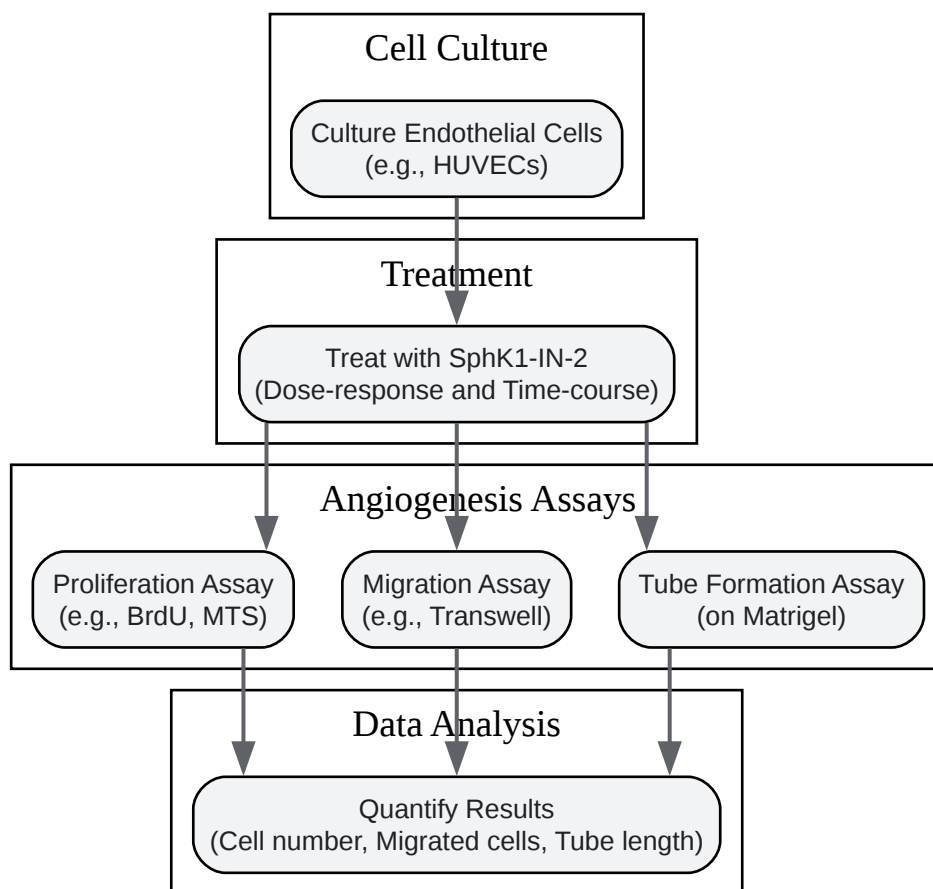 Cell Culture
Culture Endothelial Cells
(e.g., HUVECs)
Treatment
Treat with SphK1-IN-2
(Dose-response and Time-course)
Angiogenesis Assays
Proliferation Assay
(e.g., BrdU, MTS)
Migration Assay
(e.g., Transwell)
Tube Formation Assay
(on Matrigel)
Data Analysis
Quantify Results
(Cell number, Migrated cells, Tube length)